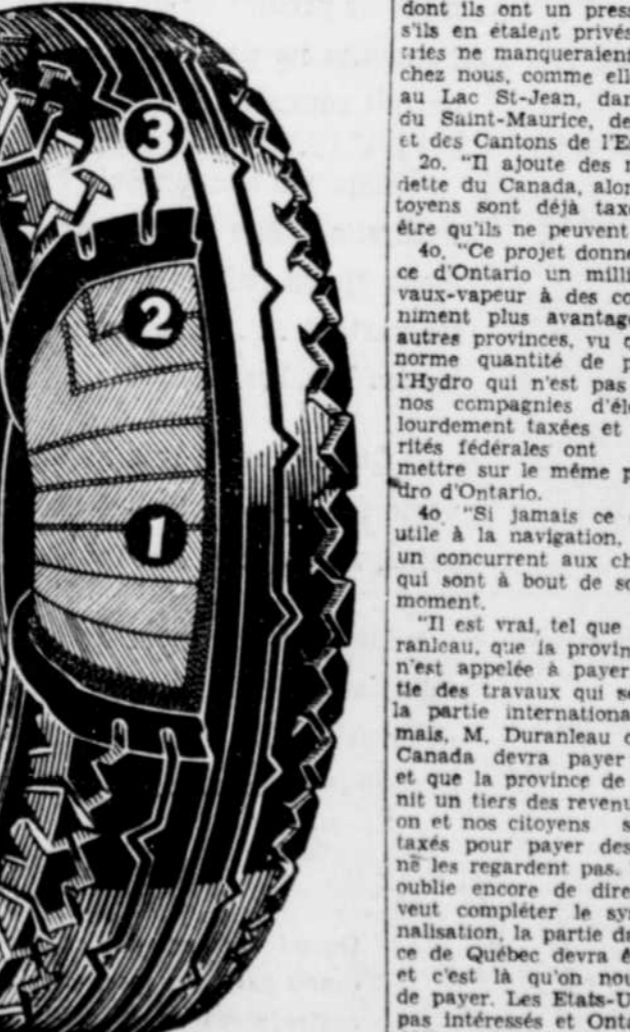 3
2
1
dont ils ont un press
s'ils en étaient privés
tries ne manqueraient
chez nous, comme elle
au Lac St-Jean, dan
du Saint-Maurice, de
et des Cantons de l'E
2o. "Il ajoute des m
dette du Canada, alor
toyens sont déjà taxé
être qu'ils ne peuvent
4o, "Ce projet donne
ce d'Ontario un milli
vaux-vapeur à des co
niment plus avantage
autres provinces, vu q
norme quantité de p
l'Hydro qui n'est pas
nos compagnies d'éle
lourdement taxées et
rités fédérales ont
mettre sur le même p
dro d'Ontario.
4o "Si jamais ce
utile à la navigation,
un concurrent aux ch
qui sont à bout de so
moment.
"Il est vrai, tel que
ranleau, que la provin
n'est appelée à payer
tie des travaux qui se
la partie internationa
mais, M. Duranleau o
Canada devra payer
et que la province de
nit un tiers des revenu
on et nos citoyens s
taxés pour payer des
ne les regardent pas.
oublie encore de dire
veut compléter le sys
nalisation, la partie da
ce de Québec devra ê
et c'est là qu'on nou
de payer. Les Etats-U
pas intéressés et Onta